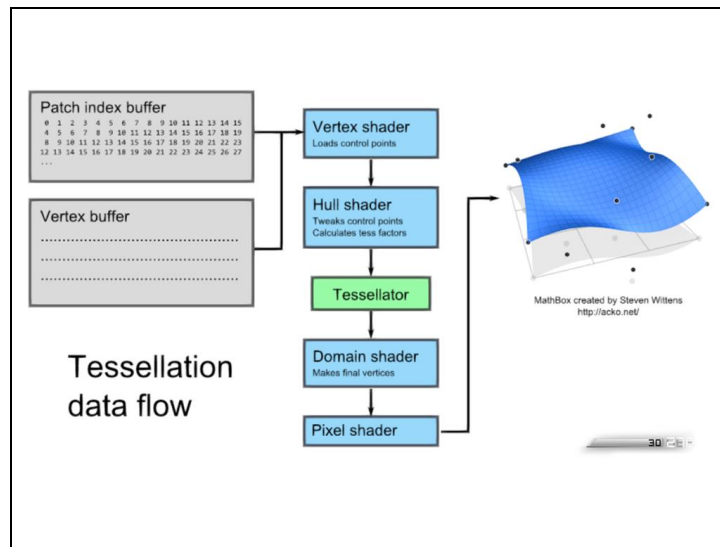 Patch index buffer
0 1 2 3 4 5 6 7 8 9 10 11 12 13 14 15
4 5 6 7 8 9 10 11 12 13 14 15 16 17 18 19
8 9 10 11 12 13 14 15 16 17 18 19 20 21 22 23
12 13 14 15 16 17 18 19 20 21 22 23 24 25 26 27
...
Vertex buffer
Vertex shader
Loads control points
Hull shader
Tweaks control points
Calculates tess factors
Tessellator
Domain shader
Makes final vertices
Pixel shader
Tessellation
data flow
MathBox created by Steven Wittens
http://acko.net/